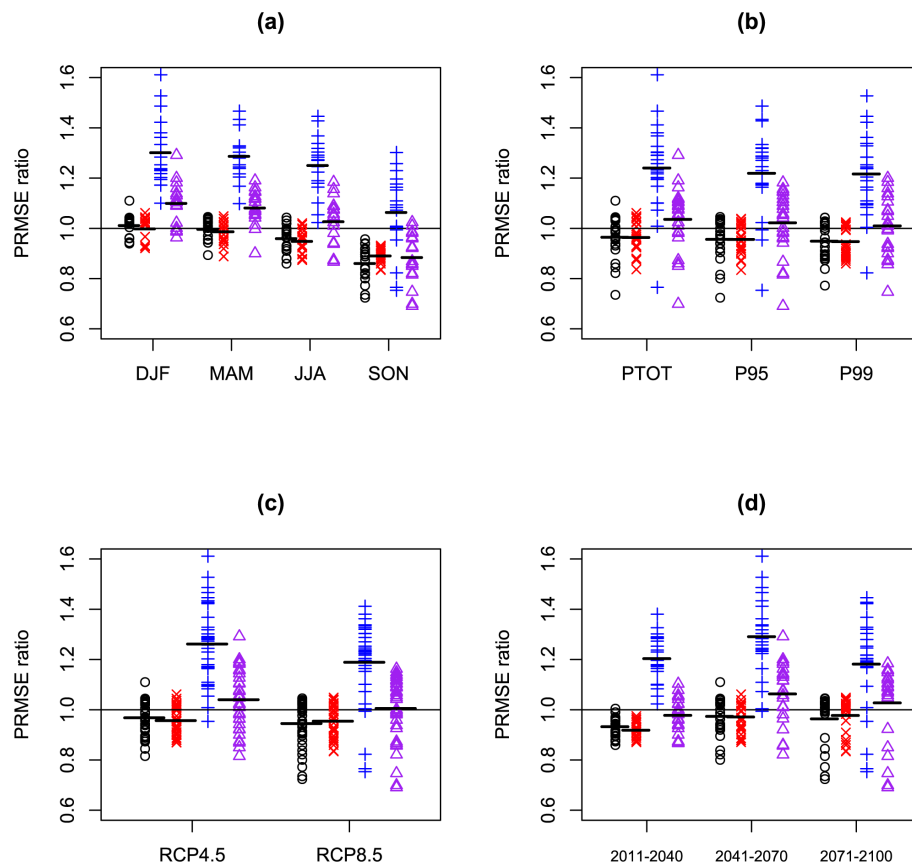 (a)
PRMSE ratio
1.6
1.4
1.2
1.0
0.8
0.6
DJF MAM JJA SON
(b)
PRMSE ratio
1.6
1.4
1.2
1.0
0.8
0.6
PTOT P95 P99
(c)
PRMSE ratio
1.6
1.4
1.2
1.0
0.8
0.6
RCP4.5 RCP8.5
(d)
PRMSE ratio
1.6
1.4
1.2
1.0
0.8
0.6
2011-2040 2041-2070 2071-2100